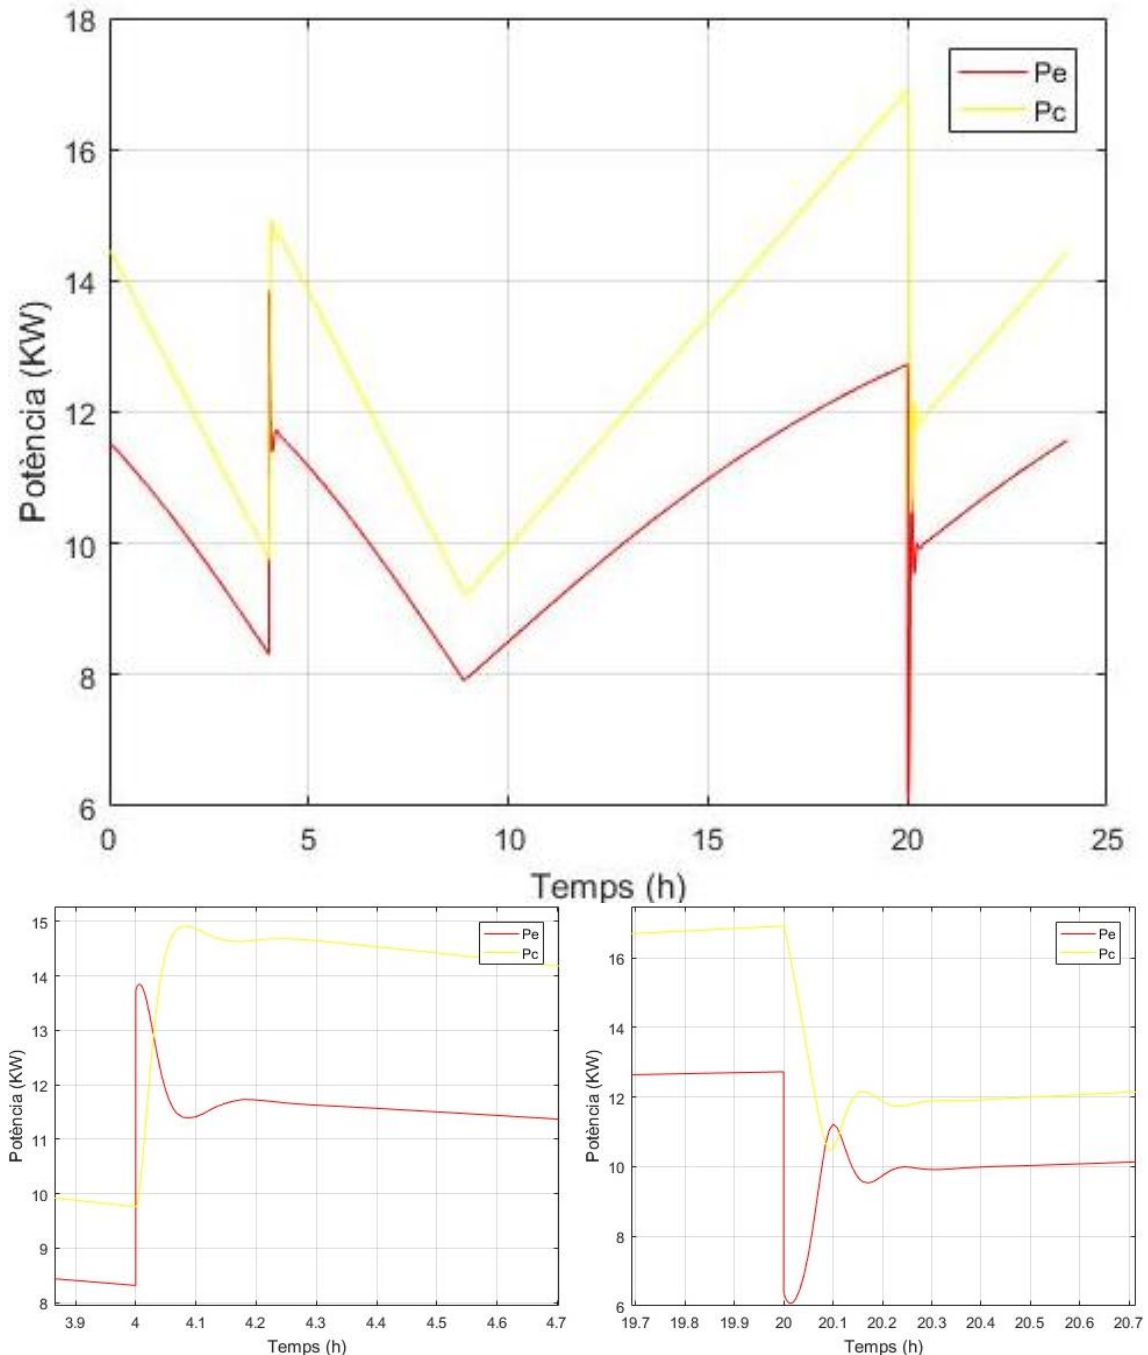 18
16
14
12
10
8
6
Potència (KW)
Pe
Pc
0 5 10 15 20 25
Temps (h)
15
14
13
12
11
10
9
8
Potència (KW)
Pe
Pc
3.9 4 4.1 4.2 4.3 4.4 4.5 4.6 4.7
Temps (h)
16
14
12
10
8
6
Potència (KW)
Pe
Pc
19.7 19.8 19.9 20 20.1 20.2 20.3 20.4 20.5 20.6 20.7
Temps (h)